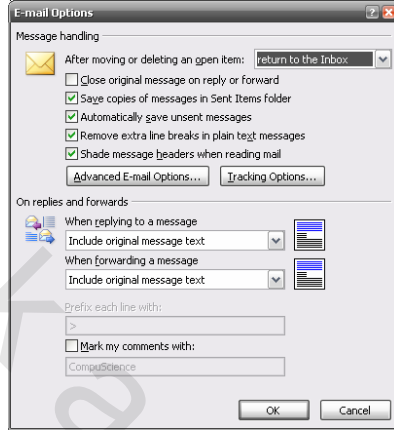 E-mail Options
Message handling
After moving or deleting an open item: return to the Inbox
Close original message on reply or forward
Save copies of messages in Sent Items folder
Automatically save unsent messages
Remove extra line breaks in plain text messages
Shade message headers when reading mail
Advanced E-mail Options... Tracking Options...
On replies and forwards
When replying to a message
Include original message text
When forwarding a message
Include original message text
Prefix each line with:
>
Mark my comments with:
CompuScience
OK Cancel